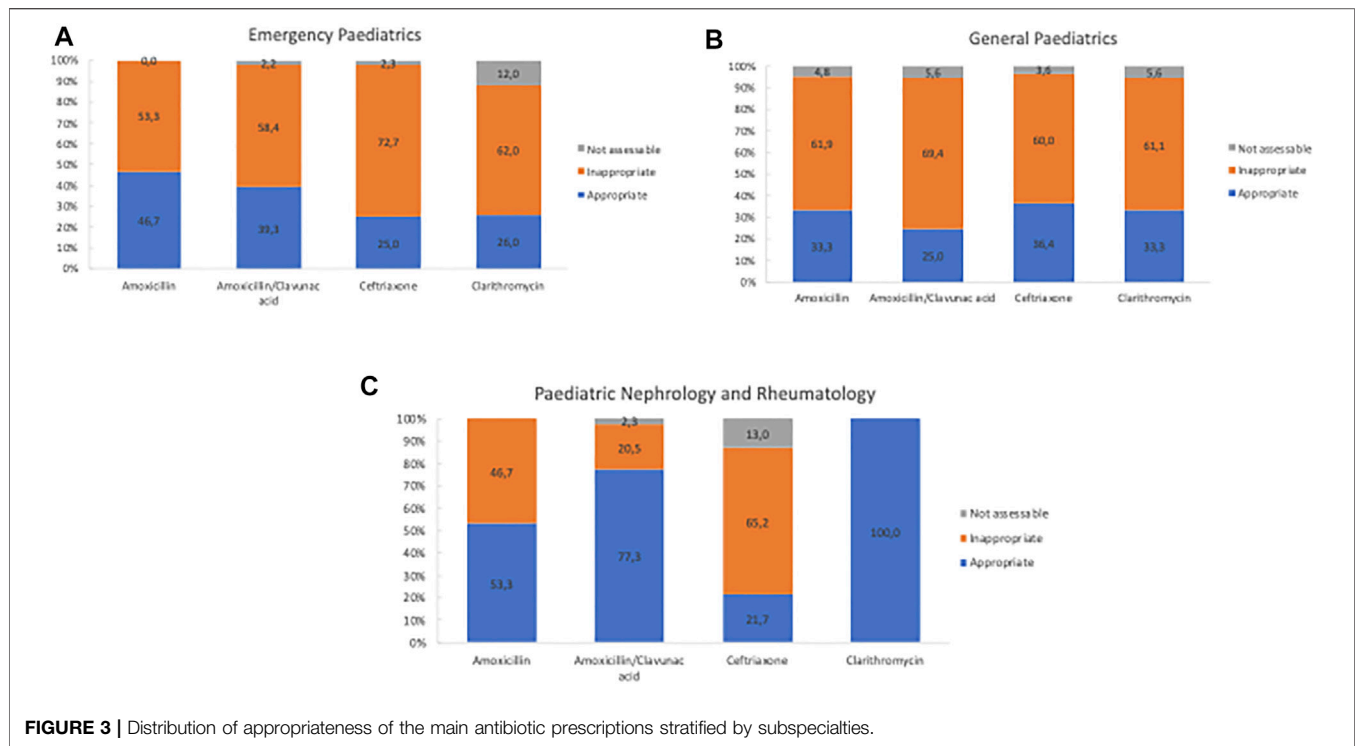 A
Emergency Paediatrics
100%
90%
80%
70%
60%
50%
40%
30%
20%
10%
0%
0,0
53,3
46,7
2,2
58,4
39,3
2,3
72,7
25,0
12,0
62,0
26,0
Amoxicillin
Amoxicillin/Clavunac
acid
Ceftriaxone
Clarithromycin
Not assessable
Inappropriate
Appropriate
B
General Paediatrics
100%
90%
80%
70%
60%
50%
40%
30%
20%
10%
0%
4,8
61,9
33,3
5,6
69,4
25,0
3,6
60,0
36,4
5,6
61,1
33,3
Amoxicillin
Amoxicillin/Clavunac acid
Ceftriaxone
Clarithromycin
Not assessable
Inappropriate
Appropriate
C
Paediatric Nephrology and Rheumatology
100%
90%
80%
70%
60%
50%
40%
30%
20%
10%
0%
46,7
53,3
2,3
20,5
77,3
13,0
65,2
21,7
100,0
Amoxicillin
Amoxicillin/Clavunac
acid
Ceftriaxone
Clarithromycin
Not assessable
Inappropriate
Appropriate
FIGURE 3 | Distribution of appropriateness of the main antibiotic prescriptions stratified by subspecialties.